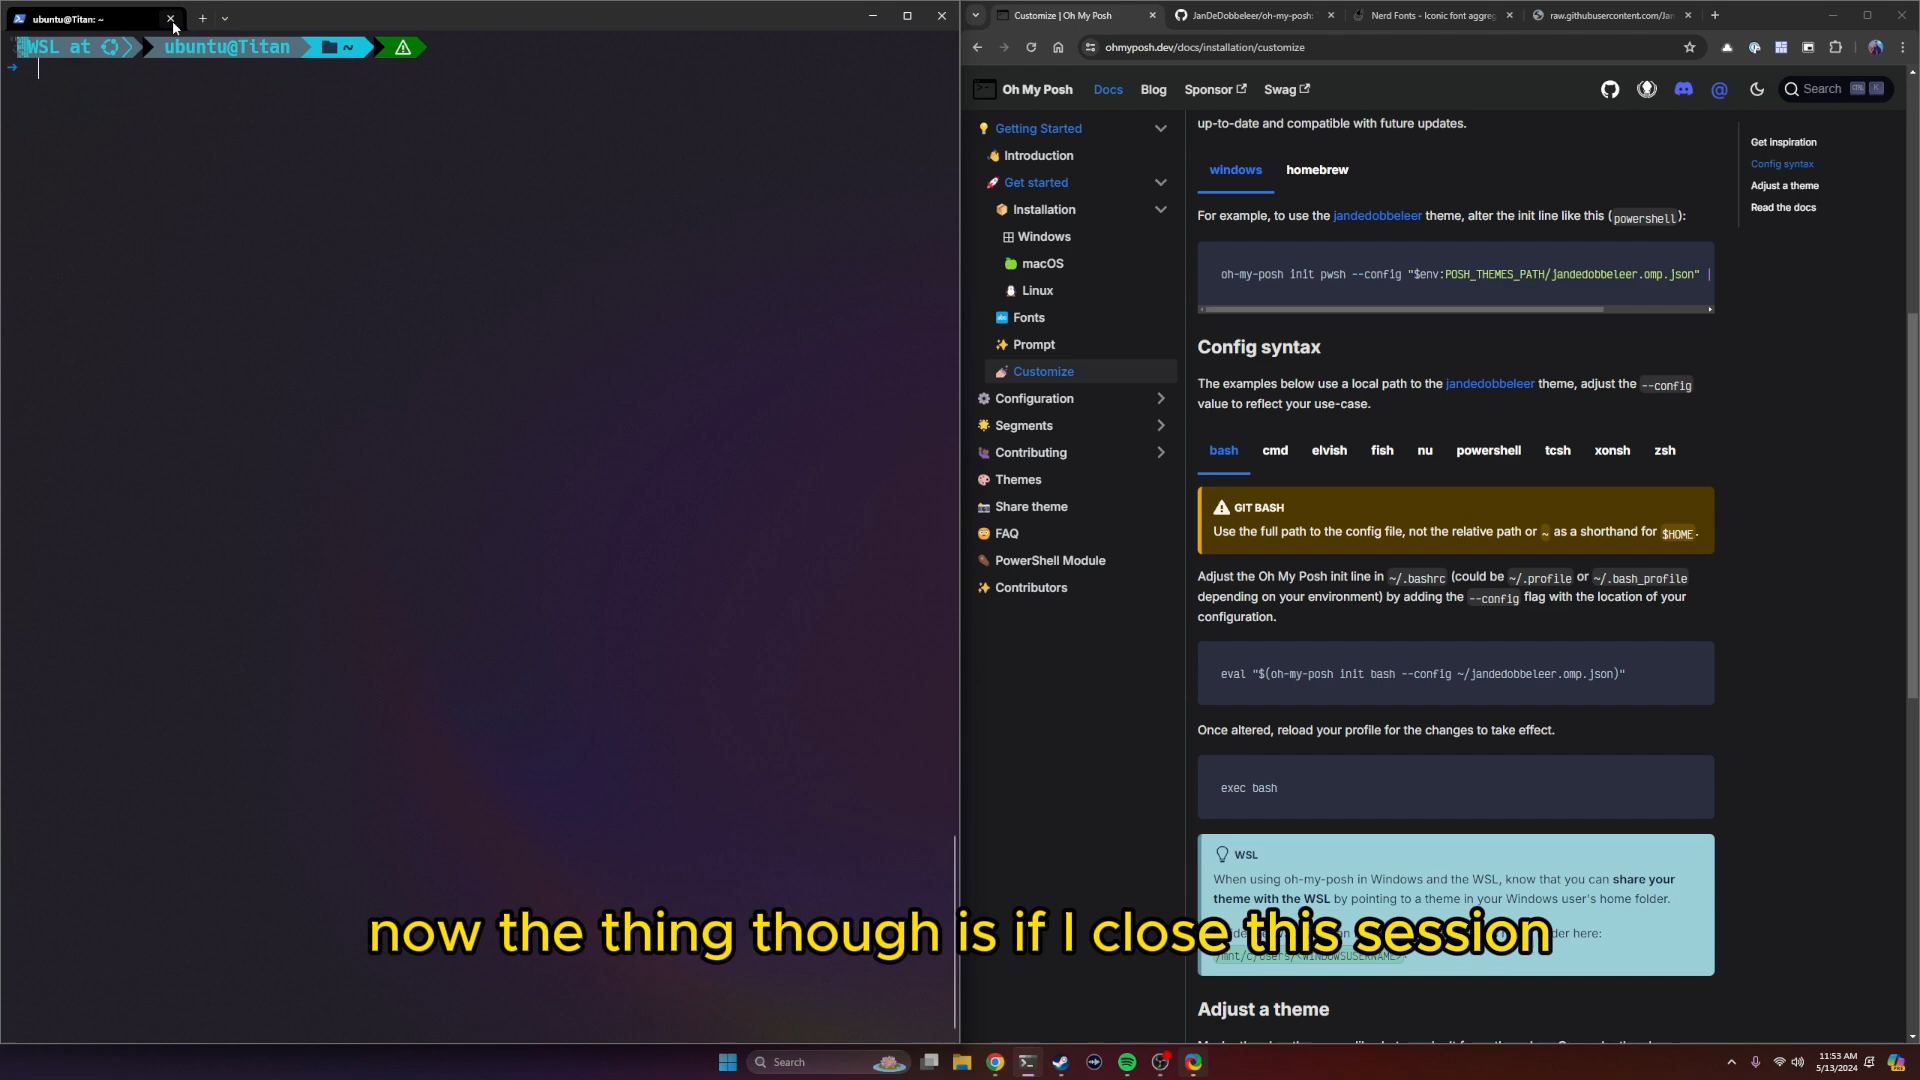 ubuntu@Titan: ~
WSL at
ubuntu@Titan
~
Customize | Oh My Posh
JanDeDobbeleer/oh-my-posh:
Nerd Fonts - Iconic font aggreg
raw.githubusercontent.com/Jan
ohmyposh.dev/docs/installation/customize
Oh My Posh
Docs
Blog
Sponsor
Swag
Search
CTRL K
Getting Started
Introduction
Get started
Installation
Windows
macOS
Linux
Fonts
Prompt
Customize
Configuration
Segments
Contributing
Themes
Share theme
FAQ
PowerShell Module
Contributors
up-to-date and compatible with future updates.
windows homebrew
For example, to use the jandedobbeleer theme, alter the init line like this (powershell):
oh-my-posh init pwsh --config "$env:POSH_THEMES_PATH/jandedobbeleer.omp.json" |
Config syntax
The examples below use a local path to the jandedobbeleer theme, adjust the --config
value to reflect your use-case.
bash cmd elvish fish nu powershell tcsh xonsh zsh
GIT BASH
Use the full path to the config file, not the relative path or ~ as a shorthand for $HOME.
Adjust the Oh My Posh init line in ~/.bashrc (could be ~/.profile or ~/.bash_profile
depending on your environment) by adding the --config flag with the location of your
configuration.
eval "$(oh-my-posh init bash --config ~/jandedobbeleer.omp.json)"
Once altered, reload your profile for the changes to take effect.
exec bash
WSL
When using oh-my-posh in Windows and the WSL, know that you can share your
theme with the WSL by pointing to a theme in your Windows user's home folder.
der here:
/mnt/c/Users/<WINDOWSUSERNAME>
Adjust a theme
Get Inspiration
Config syntax
Adjust a theme
Read the docs
now the thing though is if I close this session
Search
11:53 AM
5/13/2024